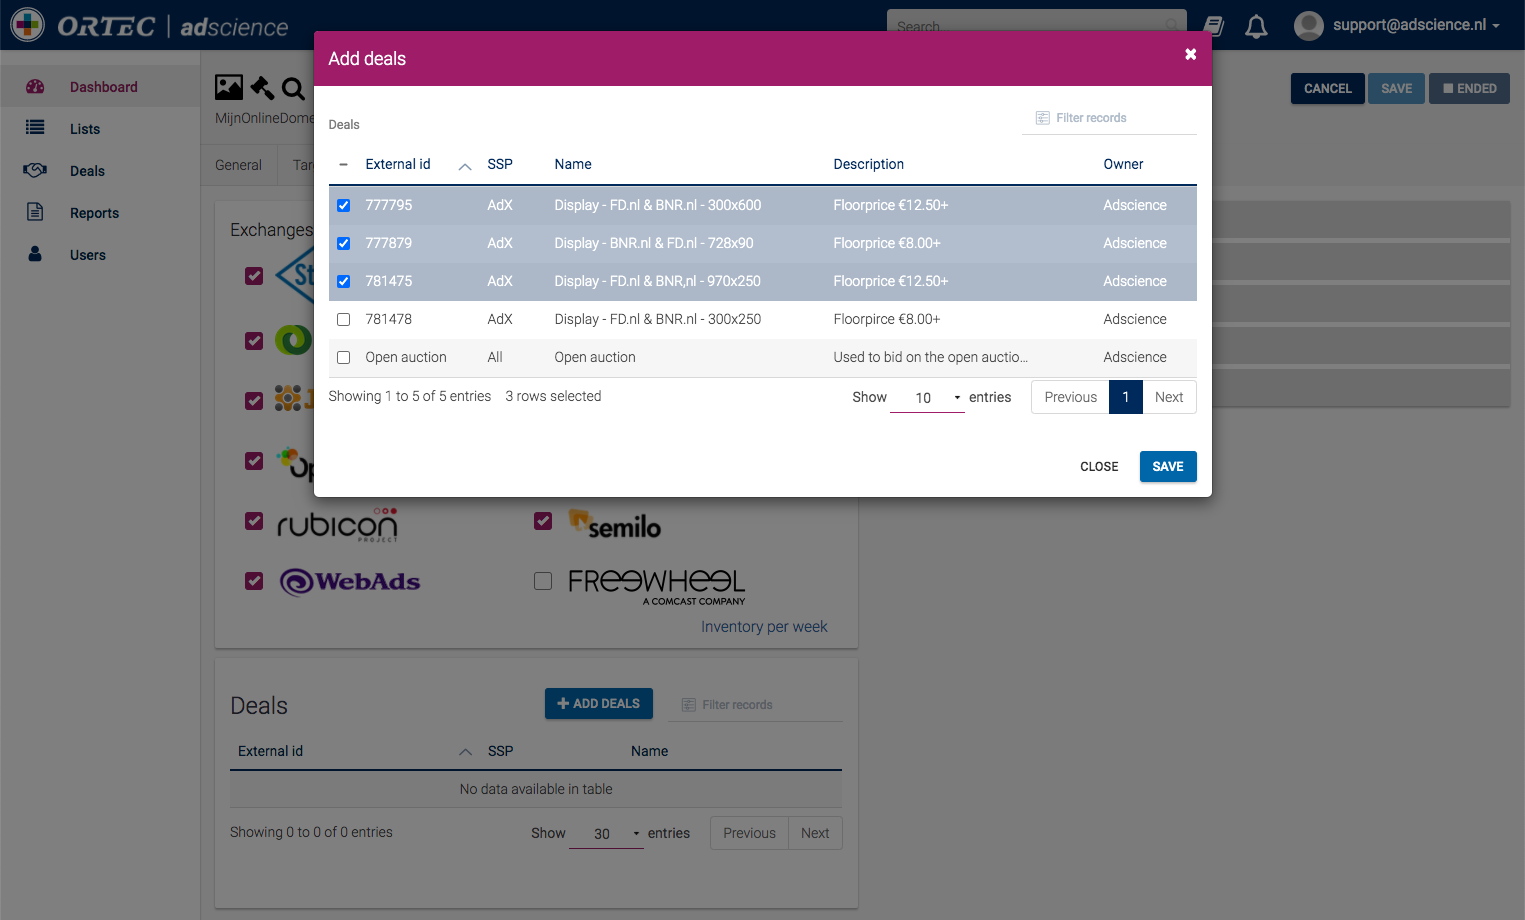 ORTEC | adscience
Search
support@adscience.nl
Dashboard
Lists
Deals
Reports
Users
MijnOnlineDome
CANCEL
SAVE
ENDED
General
Exchanges
rubicon
PROJECT
semilo
WebAds
FREEWHEEL
A COMCAST COMPANY
Inventory per week
Add deals
Deals
Filter records
External id SSP Name Description Owner
777795 AdX Display - FD.nl & BNR.nl - 300x600 Floorprice €12.50+ Adscience
777879 AdX Display - BNR.nl & FD.nl - 728x90 Floorprice €8.00+ Adscience
781475 AdX Display - FD.nl & BNR,nl - 970x250 Floorprice €12.50+ Adscience
781478 AdX Display - FD.nl & BNR.nl - 300x250 Floorpirce €8.00+ Adscience
Open auction All Open auction Used to bid on the open auctio... Adscience
Showing 1 to 5 of 5 entries 3 rows selected
Show 10 entries
Previous 1 Next
CLOSE
SAVE
Deals
+ ADD DEALS
Filter records
External id SSP Name
No data available in table
Showing 0 to 0 of 0 entries
Show 30 entries
Previous Next